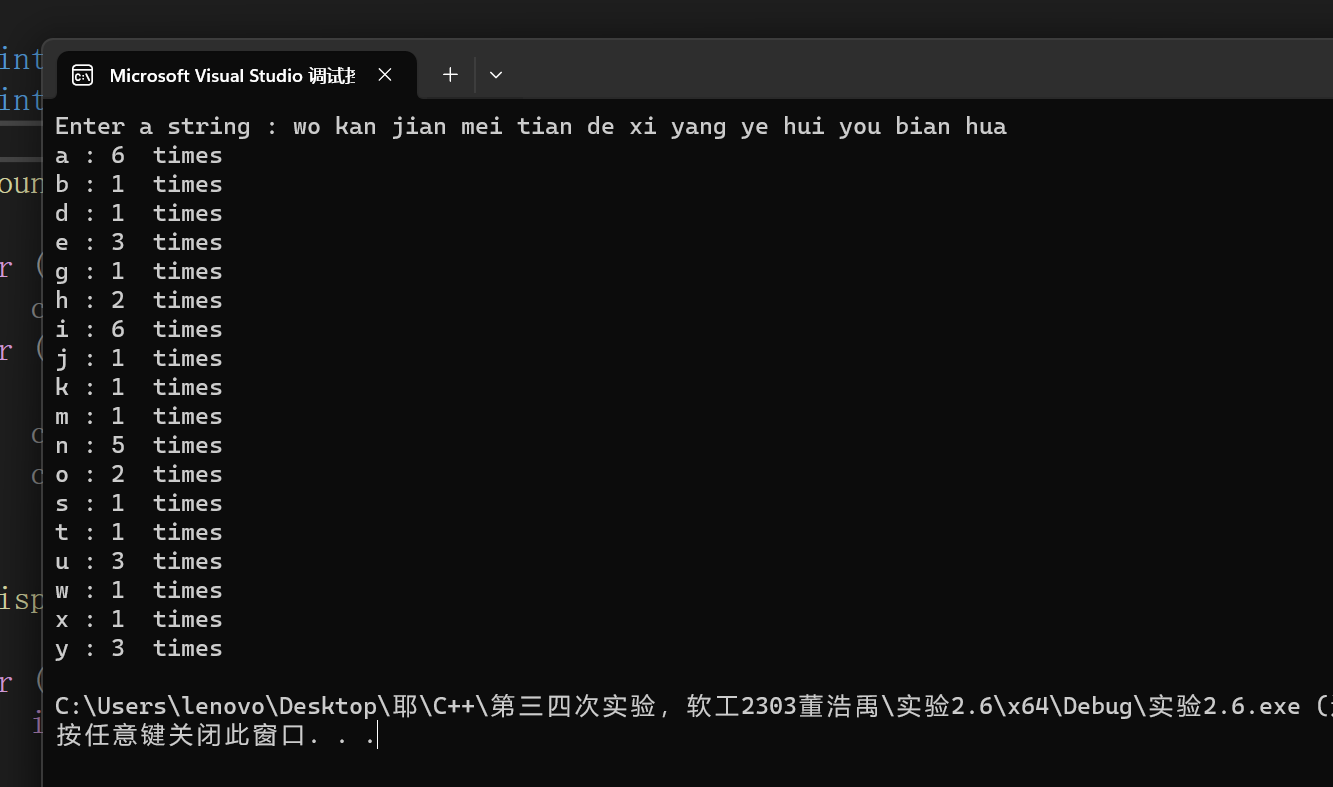 int
int
Microsoft Visual Studio 调试
Enter a string : wo kan jian mei tian de xi yang ye hui you bian hua
a : 6  times
b : 1  times
d : 1  times
e : 3  times
g : 1  times
h : 2  times
i : 6  times
j : 1  times
k : 1  times
m : 1  times
n : 5  times
o : 2  times
s : 1  times
t : 1  times
u : 3  times
w : 1  times
x : 1  times
y : 3  times
C:\Users\lenovo\Desktop\耶\C++\第三四次实验，软工2303董浩禹\实验2.6\x64\Debug\实验2.6.exe (
按任意键关闭此窗口. . .